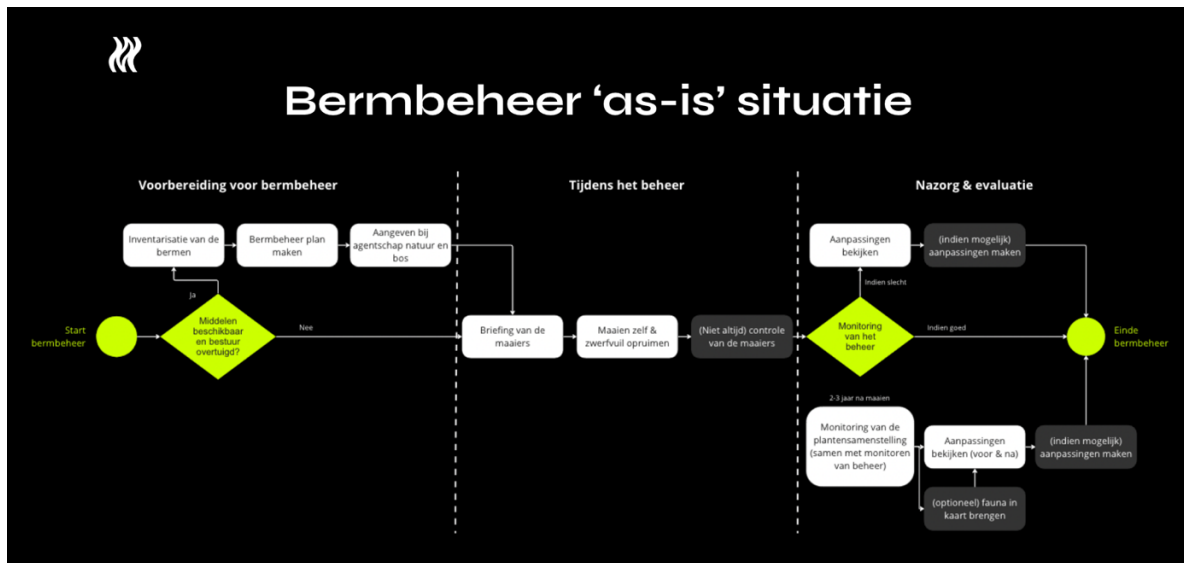 Bermbeheer ‘as-is’ situatie
Voorbereiding voor bermbeheer
Tijdens het beheer
Nazorg & evaluatie
Inventarisatie van de
bermen
Bermbeheer plan
maken
Aangeven bij
agentschap natuur en
bos
Aanpassingen
bekijken
(indien mogelijk)
aanpassingen maken
Ja
Indien slecht
Start
bermbeheer
Middelen
beschikbaar
en bestuur
overtuigd?
Nee
Briefing van de
maaiers
Maaien zelf &
zwerfvuil opruimen
(Niet altijd) controle
van de maaiers
Monitoring
van het
beheer
Indien goed
Einde
bermbeheer
2-3 jaar na maaien
Monitoring van de
plantensamenstelling
(samen met monitoren
van beheer)
Aanpassingen
bekijken (voor & na)
(indien mogelijk)
aanpassingen maken
(optioneel) fauna in
kaart brengen